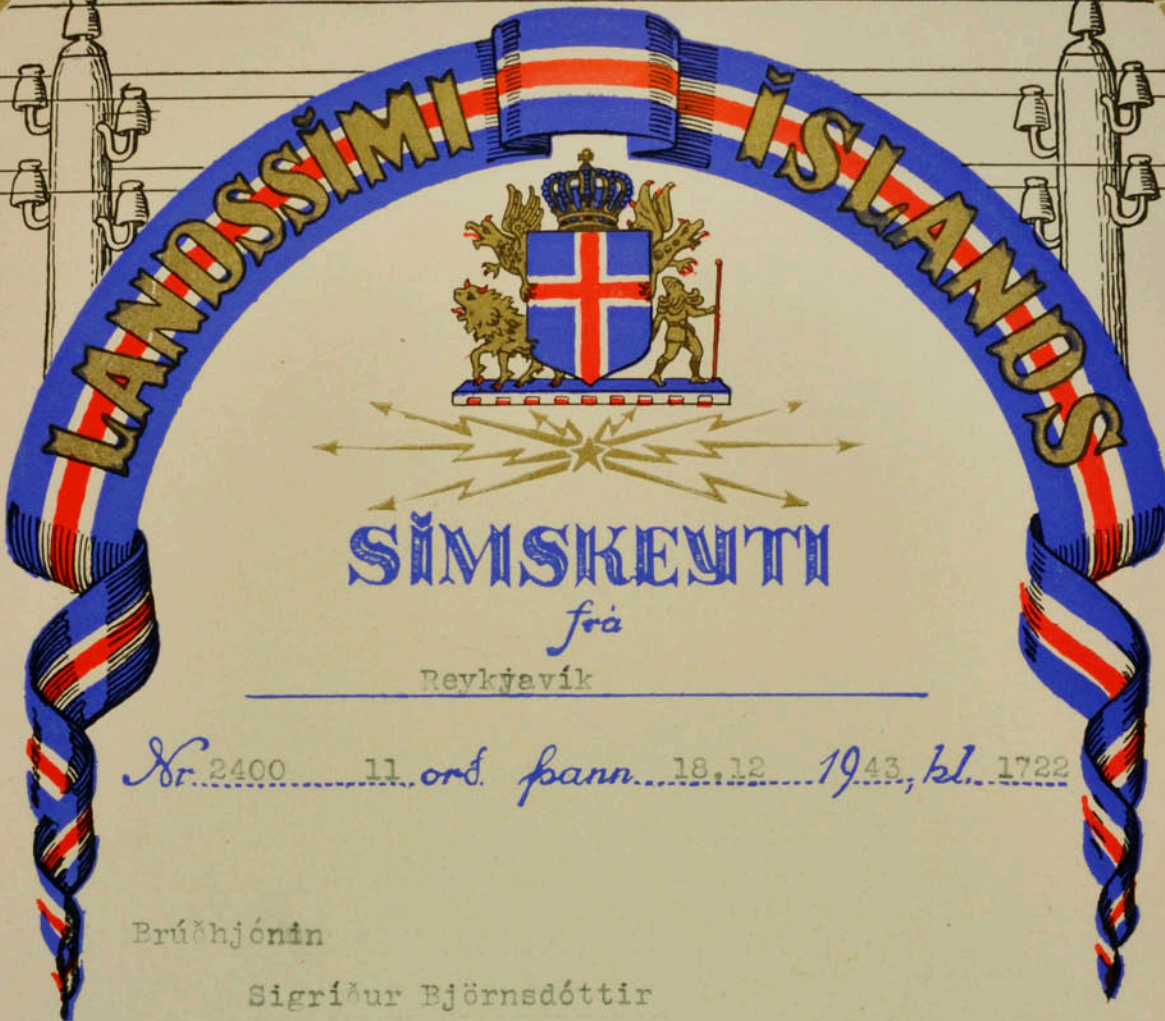 LANDSSÍMI ÍSLANDS
SÍMSKEYTI
frá
Reykjavík
Nr. 2400 11 orð. þann 18.12 1943, kl. 1722
Brúðhjónin
Sigríður Björnsdóttir